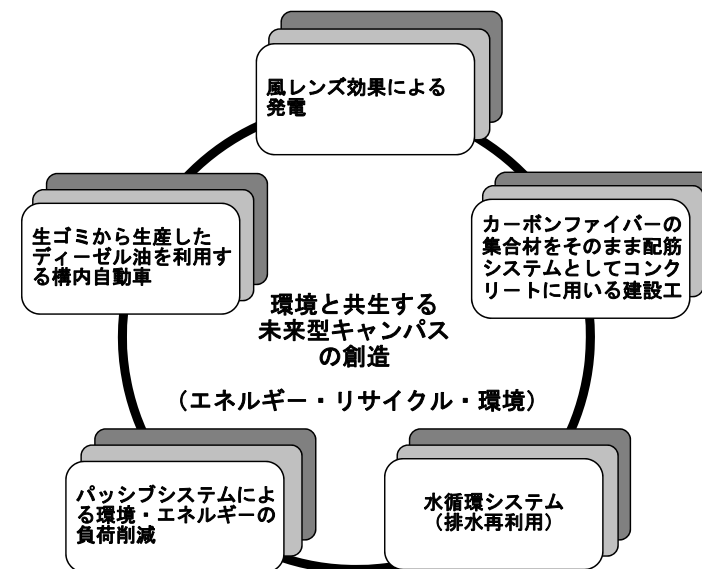 風レンズ効果による
発電
生ゴミから生産した
ディーゼル油を利用す
る構内自動車
カーボンファイバーの
集合材をそのまま配筋
システムとしてコンク
リートに用いる建設工
環境と共生する
未来型キャンパス
の創造
（エネルギー・リサイクル・環境）
パッシブシステムによ
る環境・エネルギーの
負荷削減
水循環システム
（排水再利用）